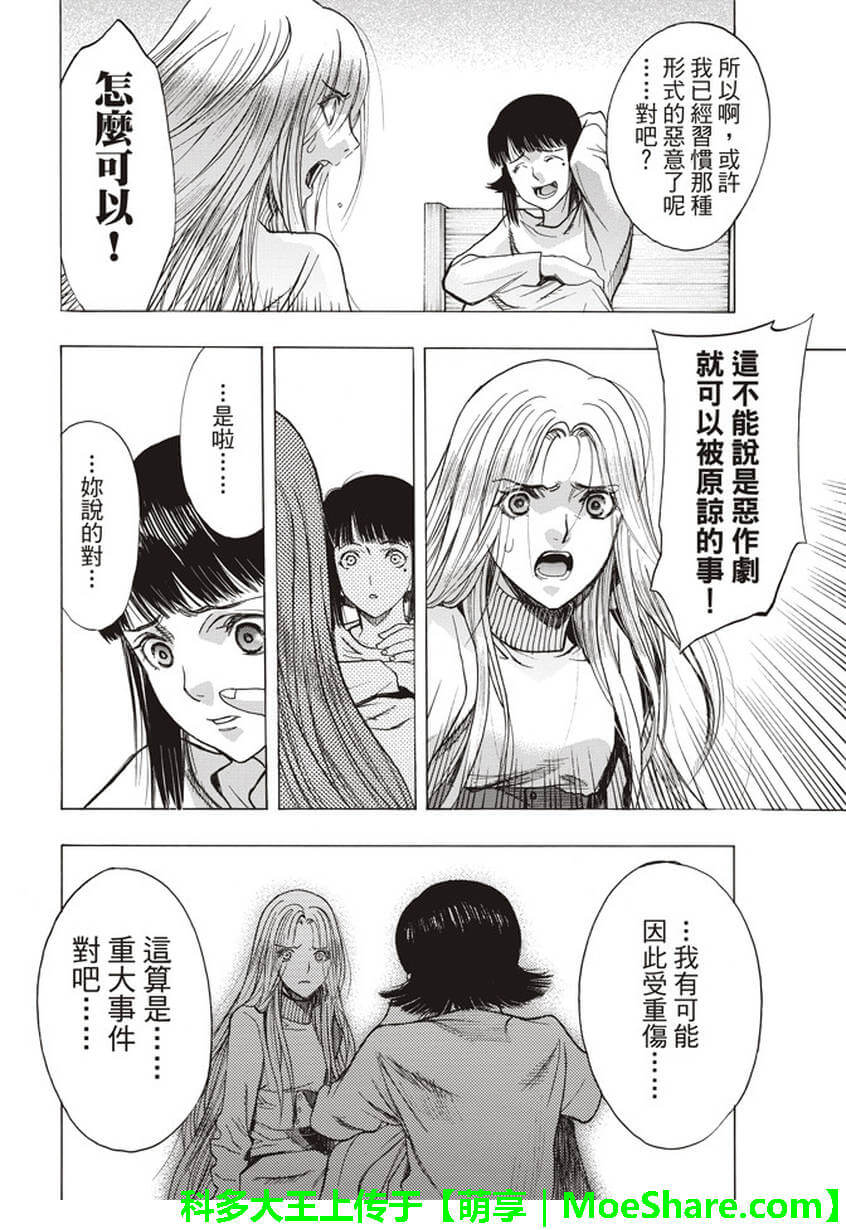 所以啊，或許
我已經習慣那種
形式的惡意了呢
……對吧？
怎麼可以！
這不能說是惡作劇
就可以被原諒的事！
…是啦…
…妳說的對…
…我有可能
因此受重傷……
這算是……
重大事件
對吧……
科多大王上传于【萌享｜MoeShare.com】